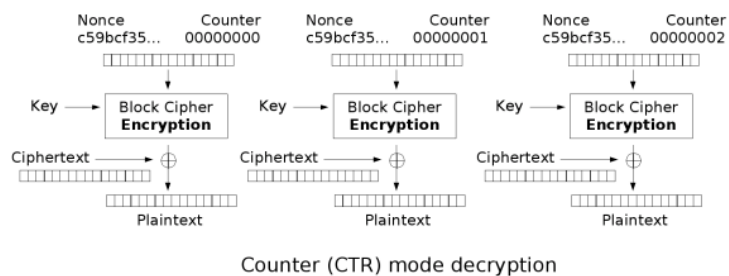 Nonce Counter
c59bcf35... 00000000
Key
Block Cipher
Encryption
Ciphertext
Plaintext
Nonce Counter
c59bcf35... 00000001
Key
Block Cipher
Encryption
Ciphertext
Plaintext
Nonce Counter
c59bcf35... 00000002
Key
Block Cipher
Encryption
Ciphertext
Plaintext
Counter (CTR) mode decryption